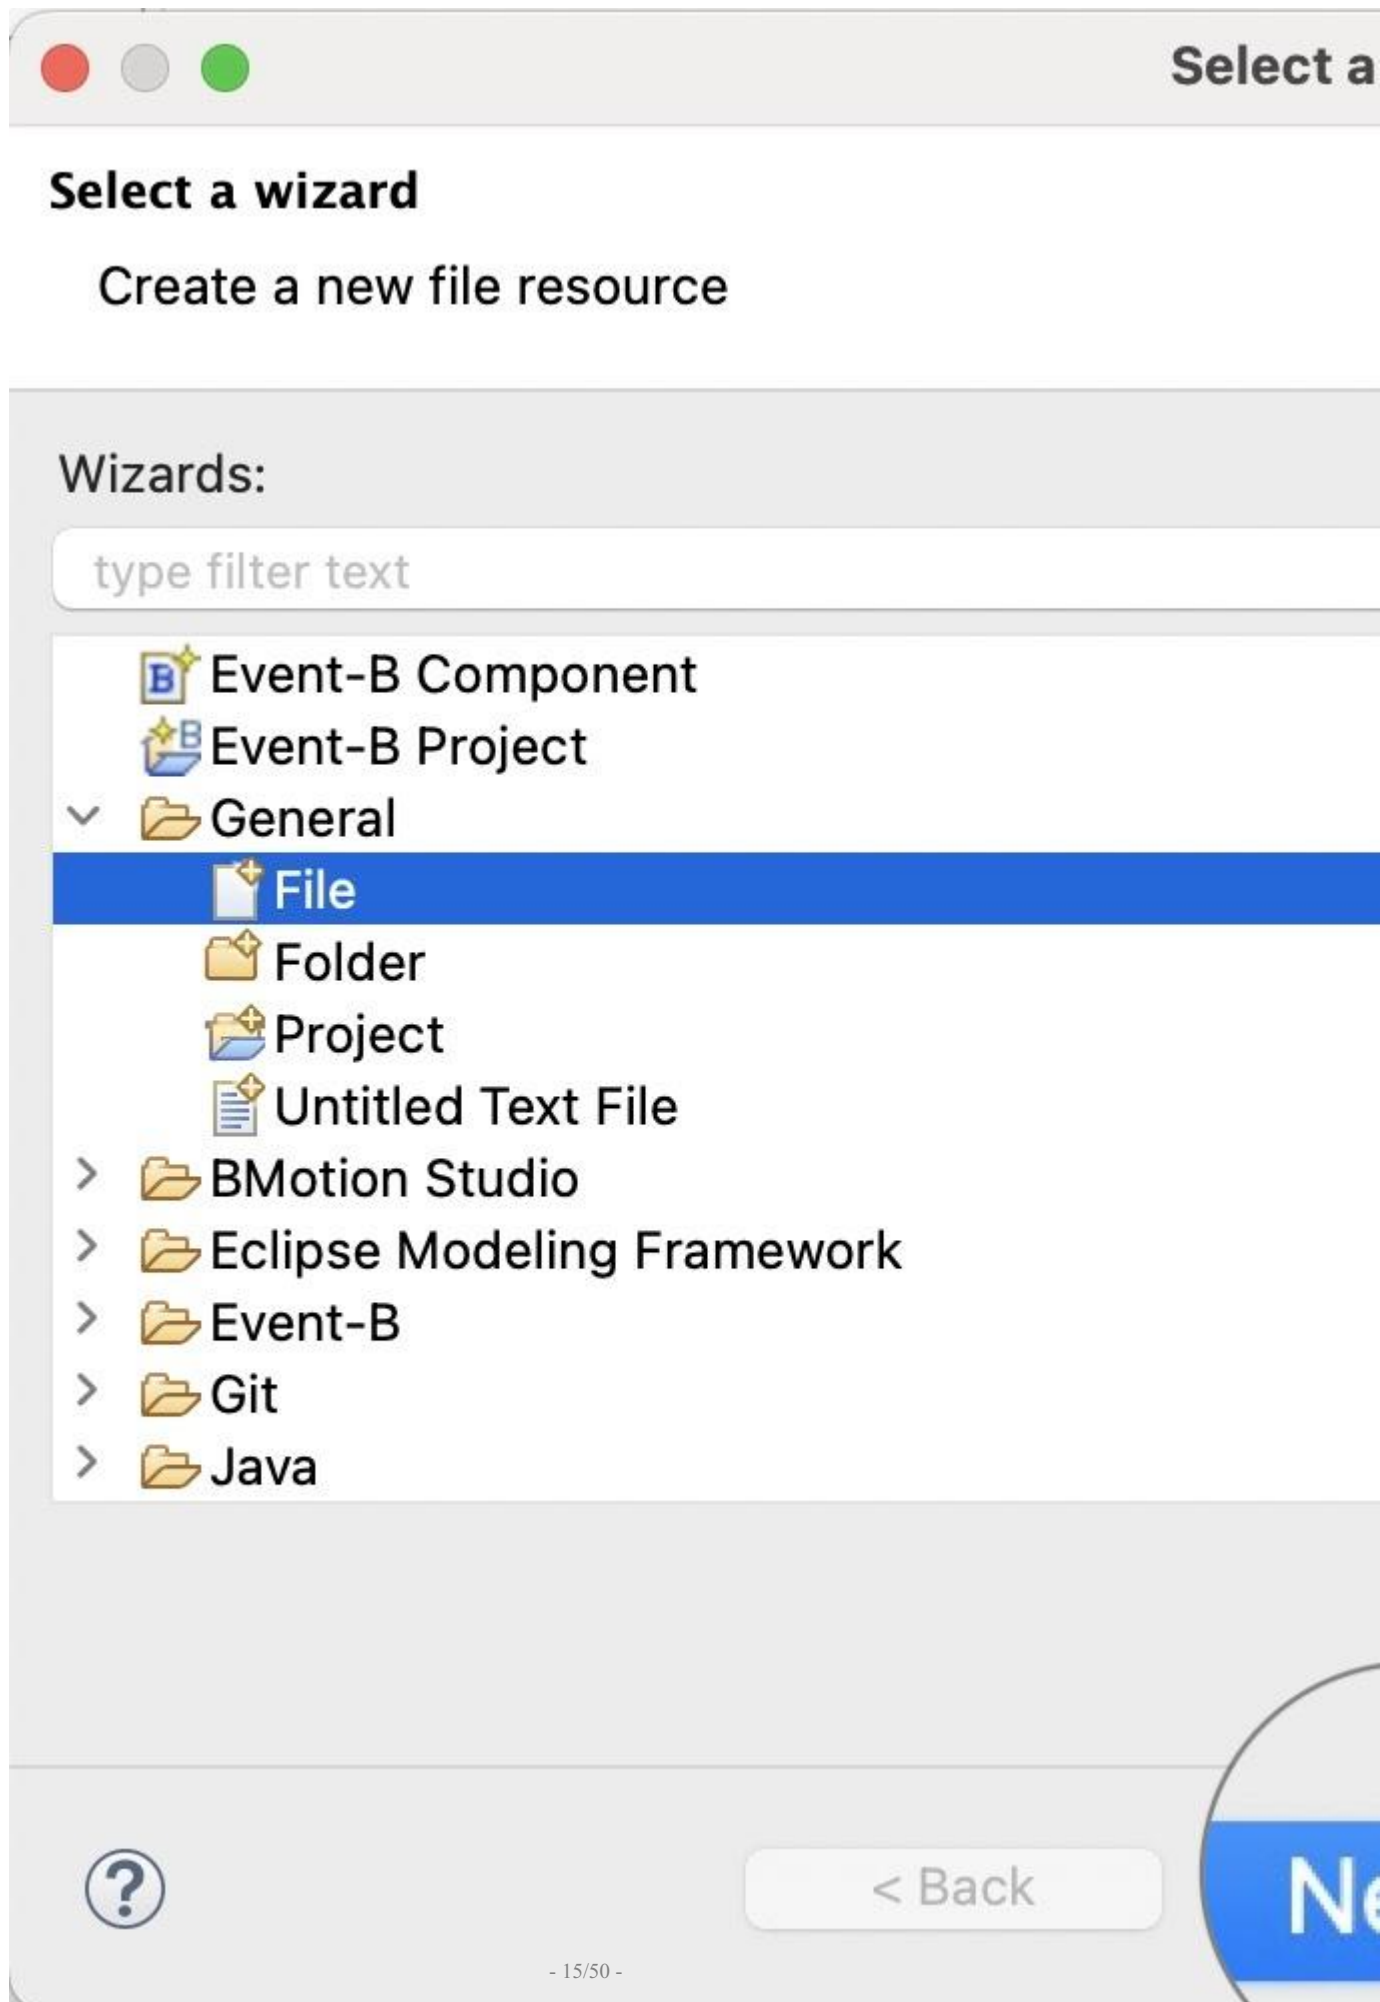 Select a
Select a wizard
Create a new file resource
Wizards:
type filter text
Event-B Component
Event-B Project
General
File
Folder
Project
Untitled Text File
BMotion Studio
Eclipse Modeling Framework
Event-B
Git
Java
?
< Back
Ne
- 15/50 -